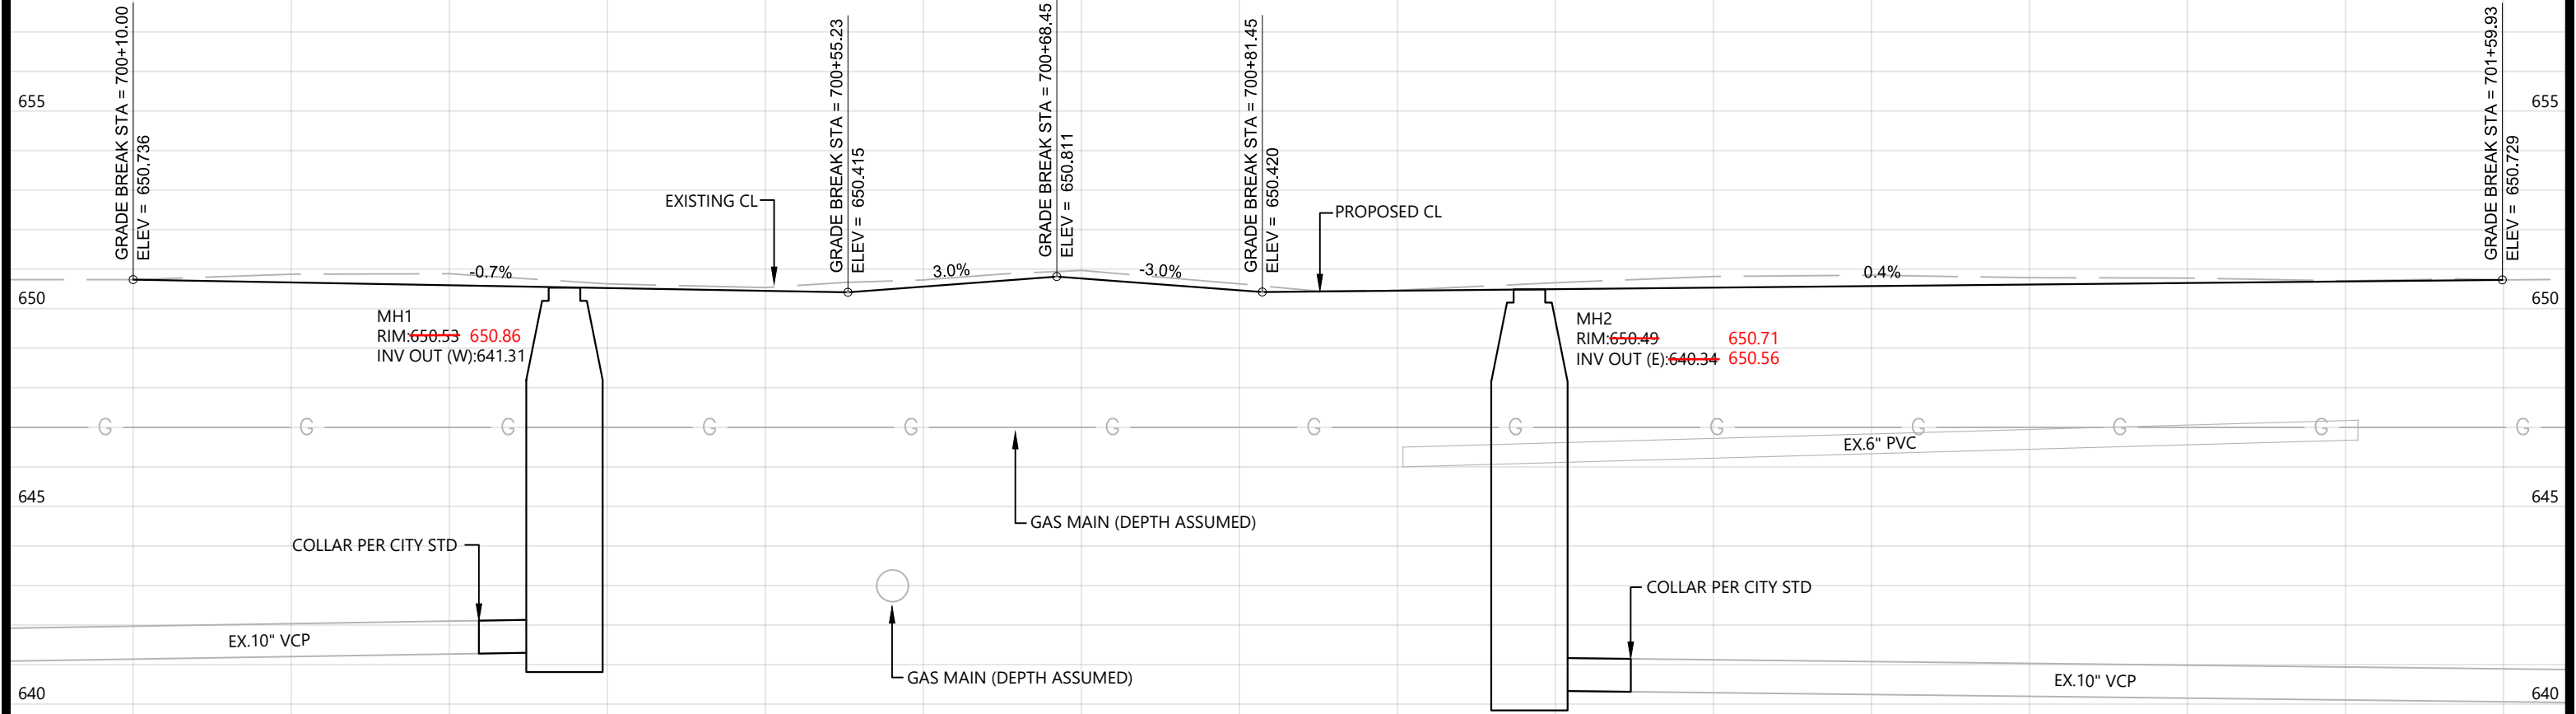 GRADE BREAK STA = 700+10.00
ELEV = 650.736
GRADE BREAK STA = 700+55.23
ELEV = 650.415
GRADE BREAK STA = 700+68.45
ELEV = 650.811
GRADE BREAK STA = 700+81.45
ELEV = 650.420
GRADE BREAK STA = 701+59.93
ELEV = 650.729
655
655
EXISTING CL
PROPOSED CL
-0.7%
3.0%
-3.0%
0.4%
650
650
MH1
RIM:650.53 650.86
INV OUT (W):641.31
MH2
RIM:650.49 650.71
INV OUT (E):640.34 650.56
G G G G G G G G G G G G G
EX.6" PVC
645
645
GAS MAIN (DEPTH ASSUMED)
COLLAR PER CITY STD
COLLAR PER CITY STD
EX.10" VCP
GAS MAIN (DEPTH ASSUMED)
EX.10" VCP
640
640